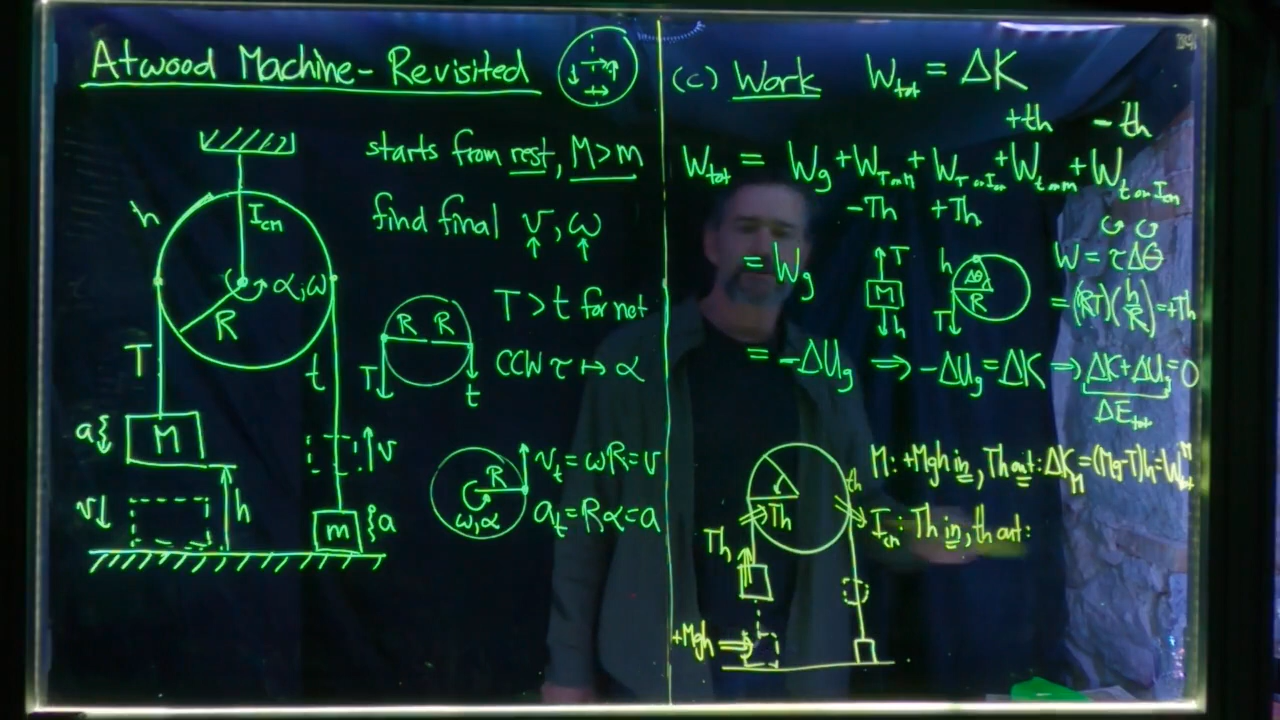 Atwood Machine - Revisited
starts from rest, M>m
find final v, ω
h
I_cm
α, ω
R
T
t
a
M
v
h
v
m
a
R R
T
t
T > t for net
CCW τ ↦ α
R
ω, α
v_t = ωR = v
a_t = Rα = a
(c) Work W_tot = ΔK
+th -th
W_tot = W_g + W_T on M + W_T on I_cm + W_t on m + W_t on I_cm
-Th +Th
= W_g
T
M
h
h
Δθ
R
T
W = τΔθ
= (RT)(h/R) = +Th
= -ΔU_g ⇒ -ΔU_g = ΔK ⇒ ΔK + ΔU_g = 0
ΔE_tot
M: +Mgh in, Th out: ΔK_M = (Mg-T)h = W_tot^M
I_cm: Th in, th out:
th
Th
Th
+Mgh